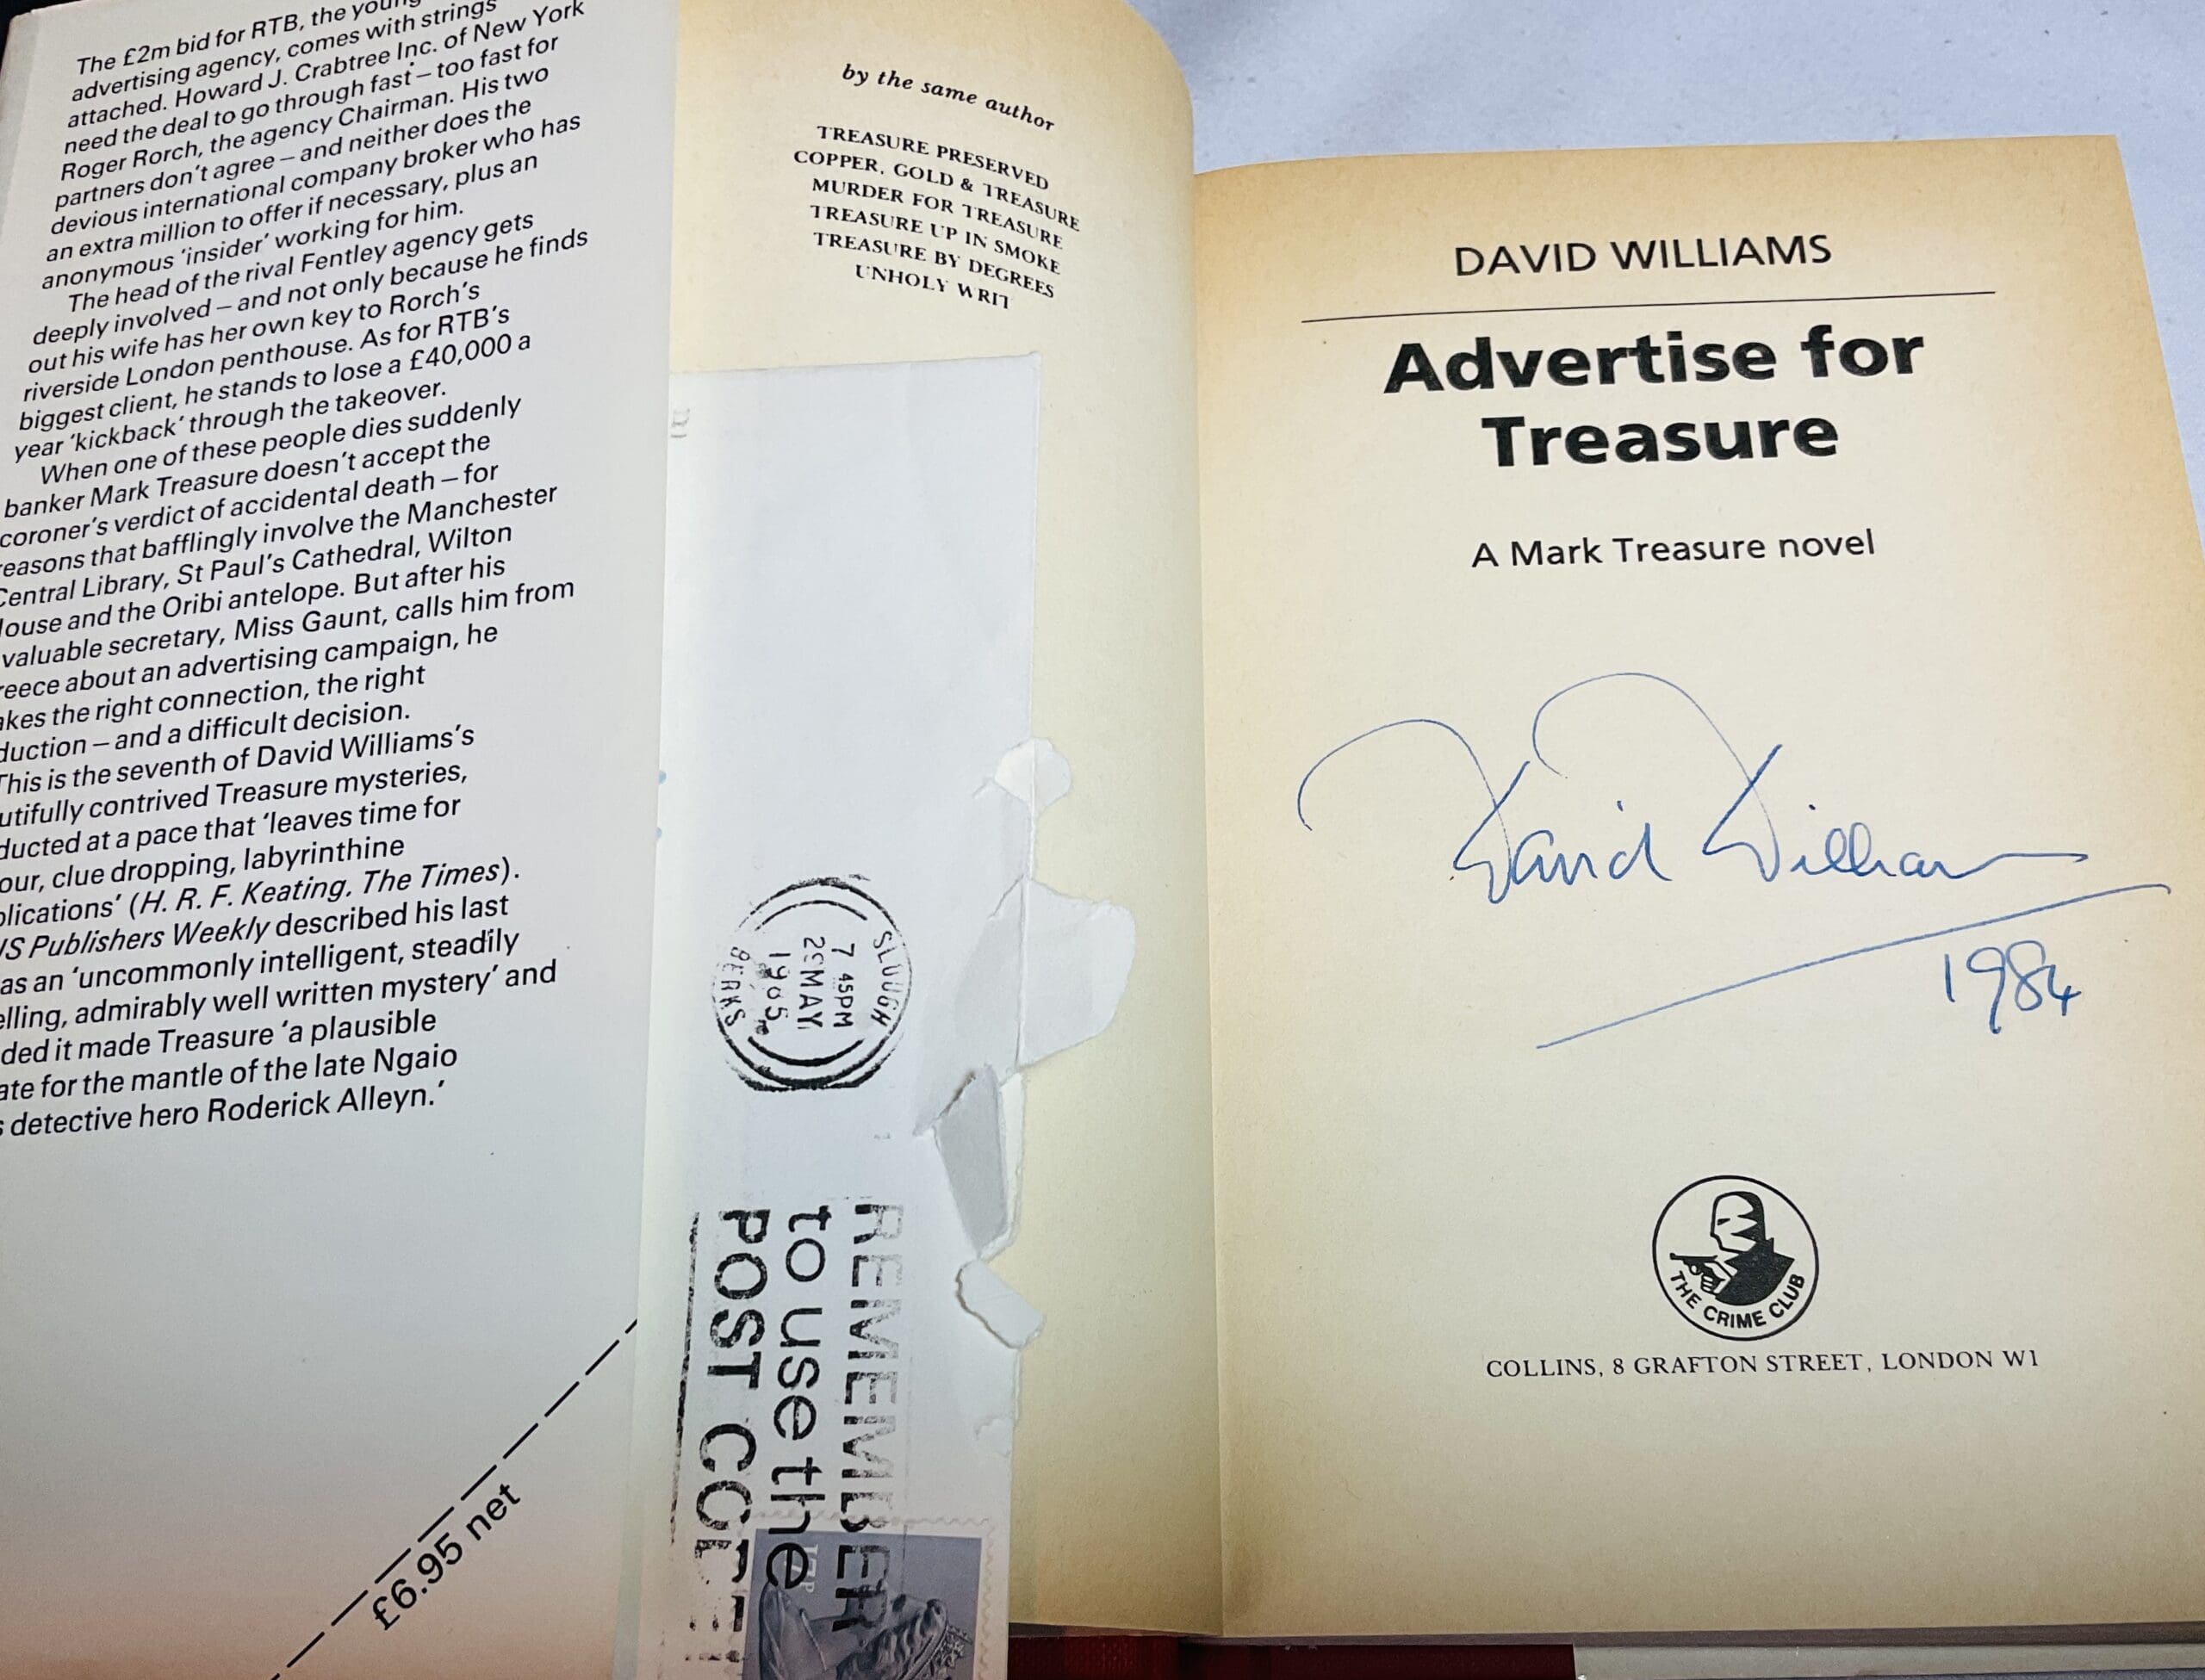 The £2m bid for RTB, the young
advertising agency, comes with strings
attached. Howard J. Crabtree Inc. of New York
need the deal to go through fast – too fast for
Roger Rorch, the agency Chairman. His two
partners don't agree – and neither does the
devious international company broker who has
an extra million to offer if necessary, plus an
anonymous 'insider' working for him.
The head of the rival Fentley agency gets
deeply involved – and not only because he finds
out his wife has her own key to Rorch's
riverside London penthouse. As for RTB's
biggest client, he stands to lose a £40,000 a
year 'kickback' through the takeover.
When one of these people dies suddenly
banker Mark Treasure doesn't accept the
coroner's verdict of accidental death – for
easons that bafflingly involve the Manchester
Central Library, St Paul's Cathedral, Wilton
ouse and the Oribi antelope. But after his
valuable secretary, Miss Gaunt, calls him from
reece about an advertising campaign, he
akes the right connection, the right
duction – and a difficult decision.
This is the seventh of David Williams's
utifully contrived Treasure mysteries,
ducted at a pace that 'leaves time for
our, clue dropping, labyrinthine
plications' (H. R. F. Keating, The Times).
US Publishers Weekly described his last
as an 'uncommonly intelligent, steadily
elling, admirably well written mystery' and
ded it made Treasure 'a plausible
ate for the mantle of the late Ngaio
s detective hero Roderick Alleyn.'
£6.95 net
by the same author
TREASURE PRESERVED
COPPER, GOLD & TREASURE
MURDER FOR TREASURE
TREASURE UP IN SMOKE
TREASURE BY DEGREES
UNHOLY WRIT
SLOUGH
7 45PM
MAY
BERKS
REMEMBER
to use the
POST CODE
DAVID WILLIAMS
Advertise for
Treasure
A Mark Treasure novel
David Williams
1984
THE CRIME CLUB
COLLINS, 8 GRAFTON STREET, LONDON W1